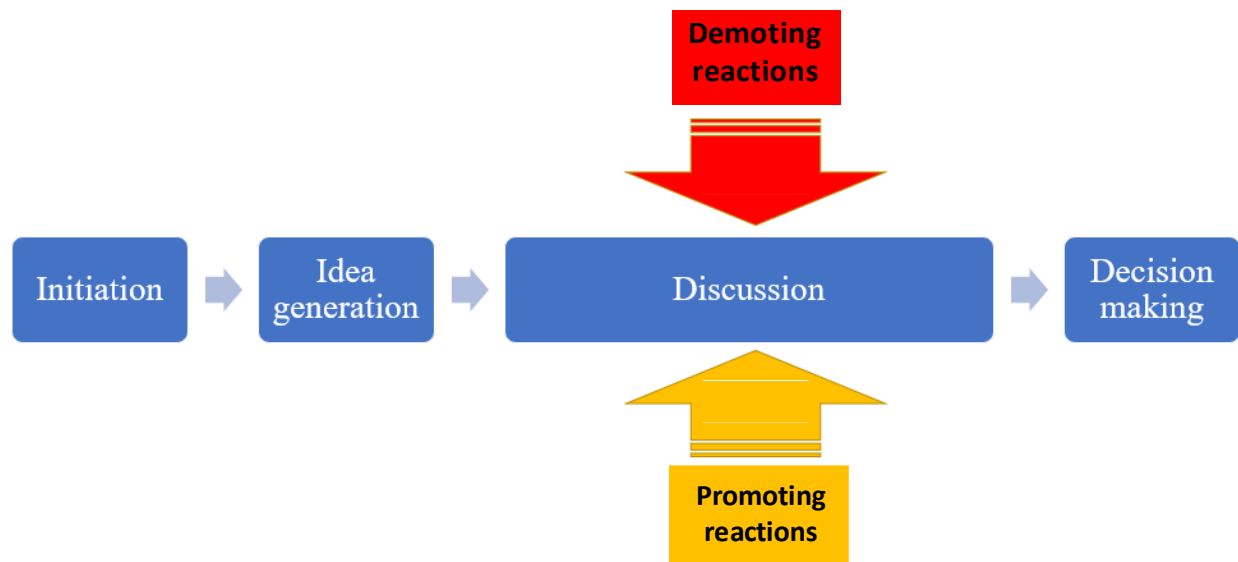 Demoting
reactions
Initiation
Idea
generation
Discussion
Decision
making
Promoting
reactions